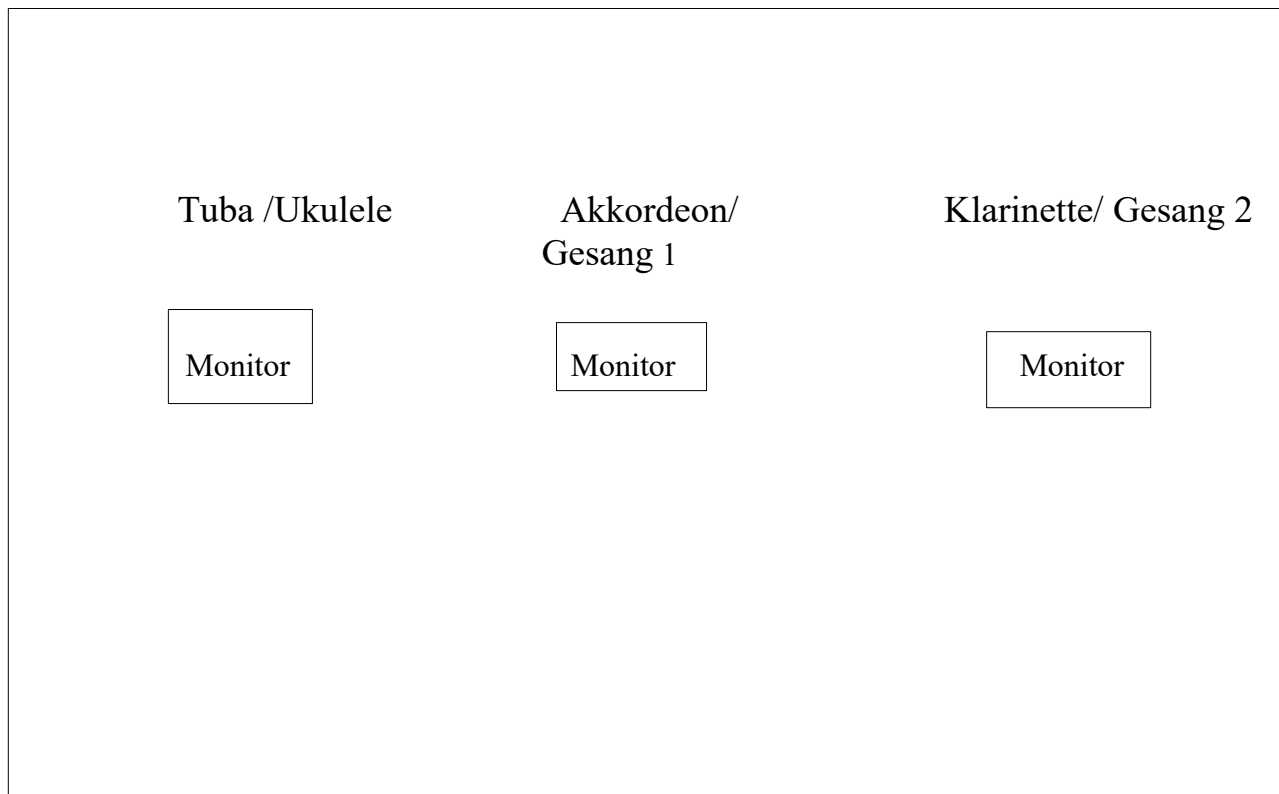 Tuba /Ukulele
Akkordeon/
Gesang 1
Klarinette/ Gesang 2
Monitor
Monitor
Monitor